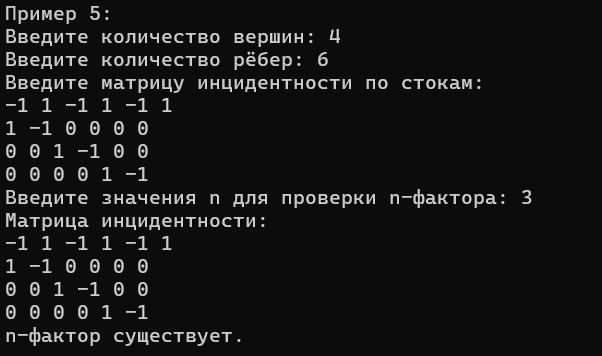 Пример 5:
Введите количество вершин: 4
Введите количество рёбер: 6
Введите матрицу инцидентности по стокам:
-1 1 -1 1 -1 1
1 -1 0 0 0 0
0 0 1 -1 0 0
0 0 0 0 1 -1
Введите значения n для проверки n-фактора: 3
Матрица инцидентности:
-1 1 -1 1 -1 1
1 -1 0 0 0 0
0 0 1 -1 0 0
0 0 0 0 1 -1
n-фактор существует.